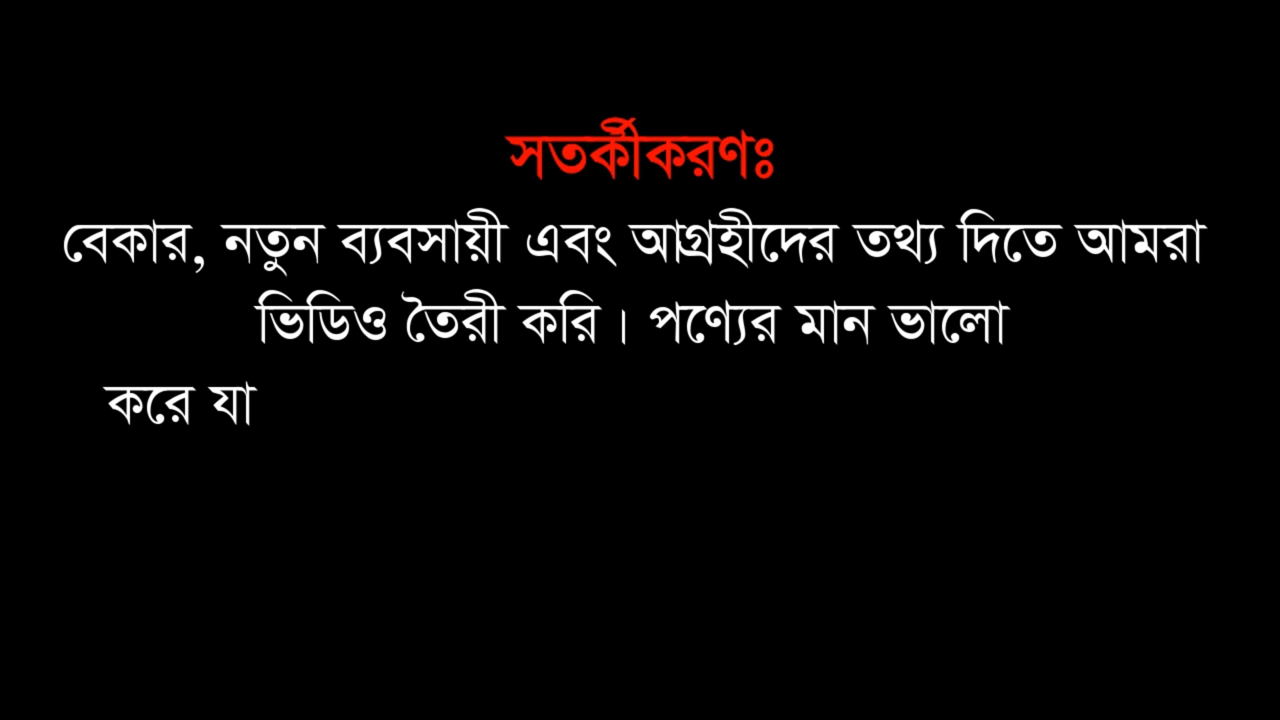 সতর্কীকরণঃ
বেকার, নতুন ব্যবসায়ী এবং আগ্রহীদের তথ্য দিতে আমরা
ভিডিও তৈরী করি। পণ্যের মান ভালো
করে যা